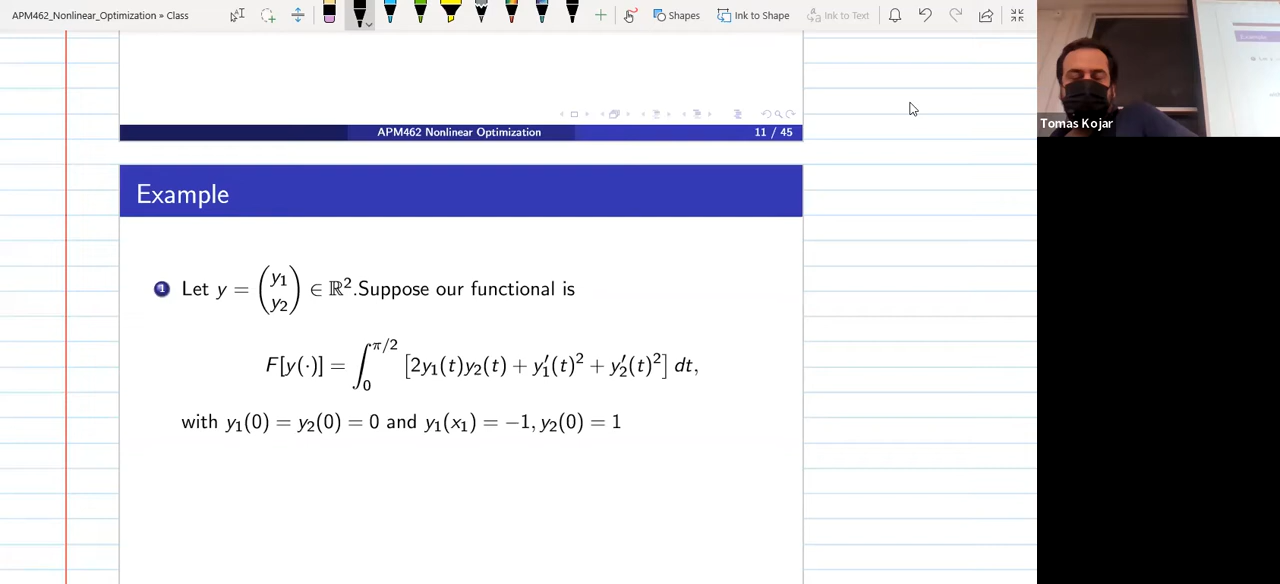 APM462_Nonlinear_Optimization » Class
Shapes
Ink to Shape
Ink to Text
APM462 Nonlinear Optimization
11 / 45
Tomas Kojar
Example
1 Let y = (y₁ y₂) ∈ ℝ².Suppose our functional is
F[y(·)] = ∫₀^{π/2} [2y₁(t)y₂(t) + y₁′(t)² + y₂′(t)²] dt,
with y₁(0) = y₂(0) = 0 and y₁(x₁) = −1, y₂(0) = 1